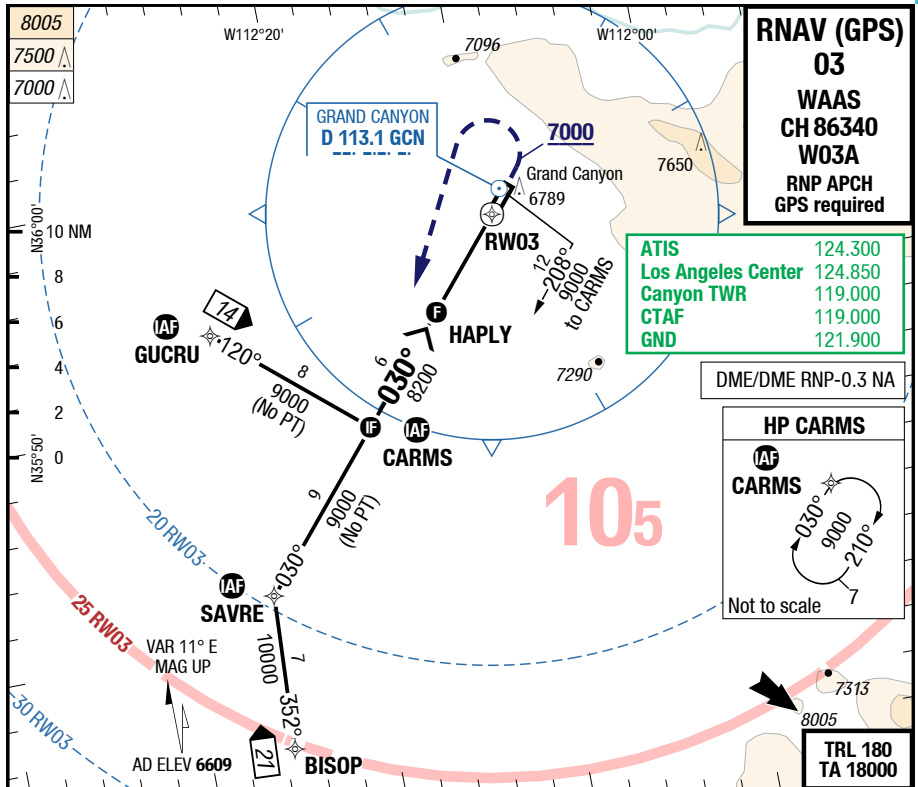 8005
7500
7000
W112°20'
W112°00'
7096
RNAV (GPS)
03
WAAS
CH 86340
W03A
RNP APCH
GPS required
GRAND CANYON
D 113.1 GCN
7000
7650
Grand Canyon
6789
RW03
12
208°
9000
to CARMS
ATIS 124.300
Los Angeles Center 124.850
Canyon TWR 119.000
CTAF 119.000
GND 121.900
N36°00'
10 NM
8
6
4
2
0
N35°50'
14
IAF
GUCRU
120°
8
9000
(No PT)
F
HAPLY
6
030°
8200
7290
DME/DME RNP-0.3 NA
IF
IAF
CARMS
HP CARMS
IAF
CARMS
030°
9000
210°
7
Not to scale
9
9000
(No PT)
030°
105
20 RW03
IAF
SAVRE
25 RW03
VAR 11° E
MAG UP
7
10000
352°
30 RW03
AD ELEV 6609
21
BISOP
7313
8005
TRL 180
TA 18000